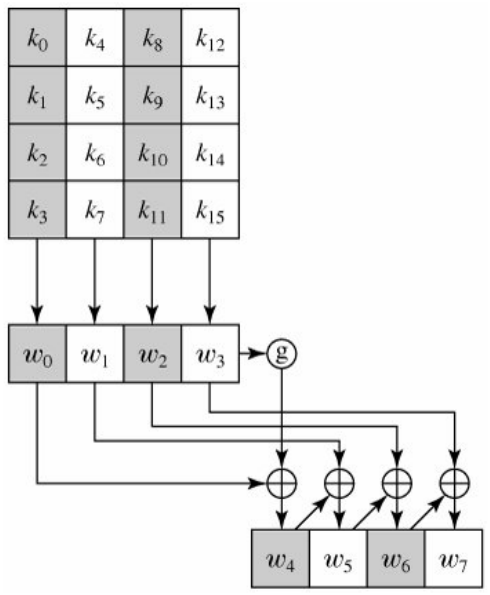 k₀ k₄ k₈ k₁₂
k₁ k₅ k₉ k₁₃
k₂ k₆ k₁₀ k₁₄
k₃ k₇ k₁₁ k₁₅
w₀ w₁ w₂ w₃ g
w₄ w₅ w₆ w₇